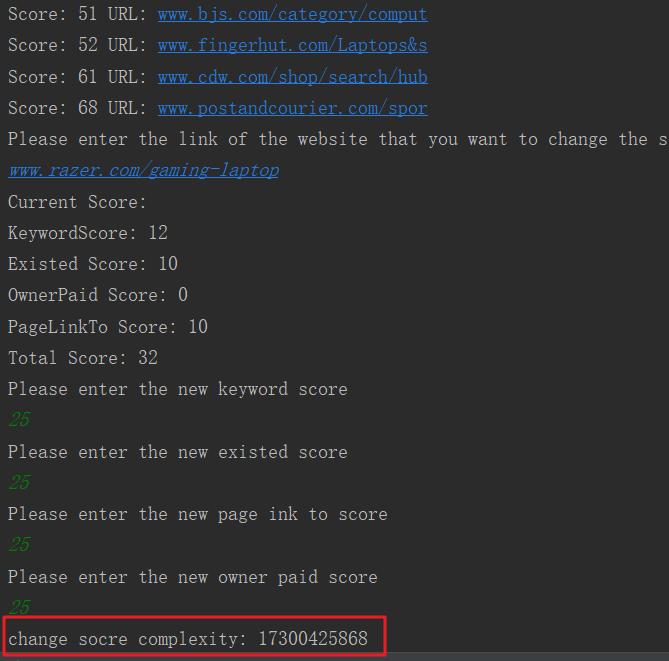 Score: 51 URL: www.bjs.com/category/comput
Score: 52 URL: www.fingerhut.com/Laptops&s
Score: 61 URL: www.cdw.com/shop/search/hub
Score: 68 URL: www.postandcourier.com/spor
Please enter the link of the website that you want to change the s
www.razer.com/gaming-laptop
Current Score:
KeywordScore: 12
Existed Score: 10
OwnerPaid Score: 0
PageLinkTo Score: 10
Total Score: 32
Please enter the new keyword score
25
Please enter the new existed score
25
Please enter the new page ink to score
25
Please enter the new owner paid score
25
change socre complexity: 17300425868